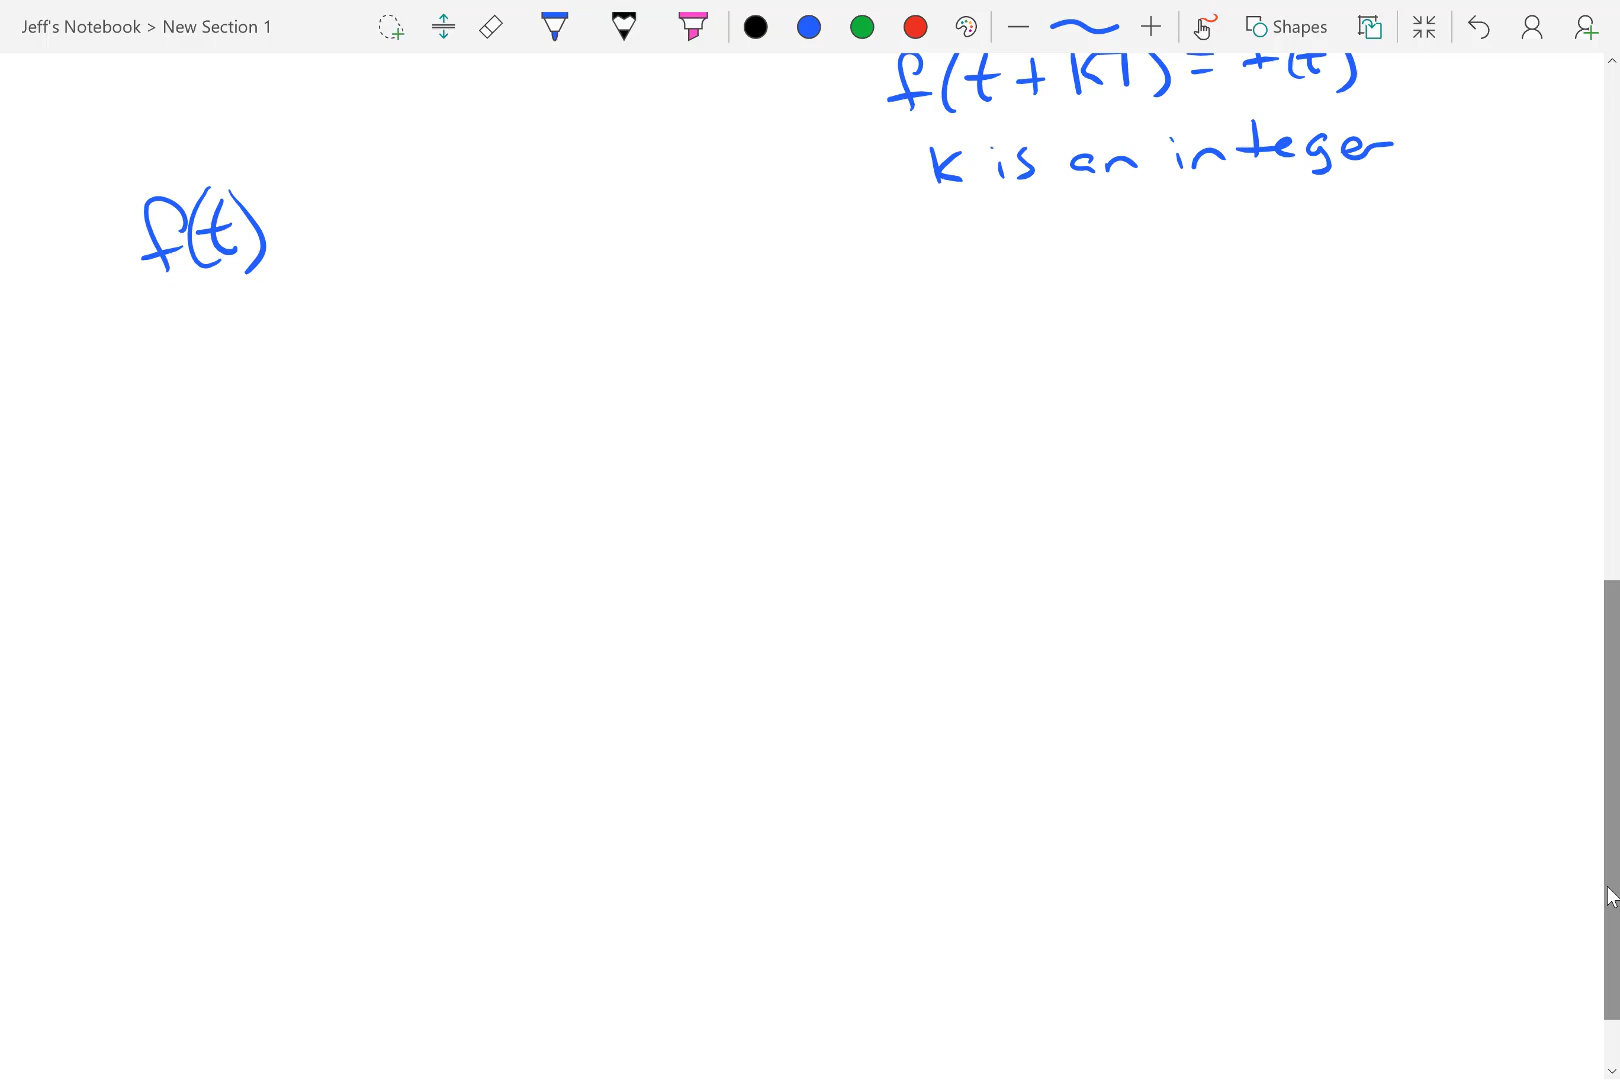 Jeff's Notebook > New Section 1
Shapes
f(t + kT) = f(t)
k is an integer
f(t)